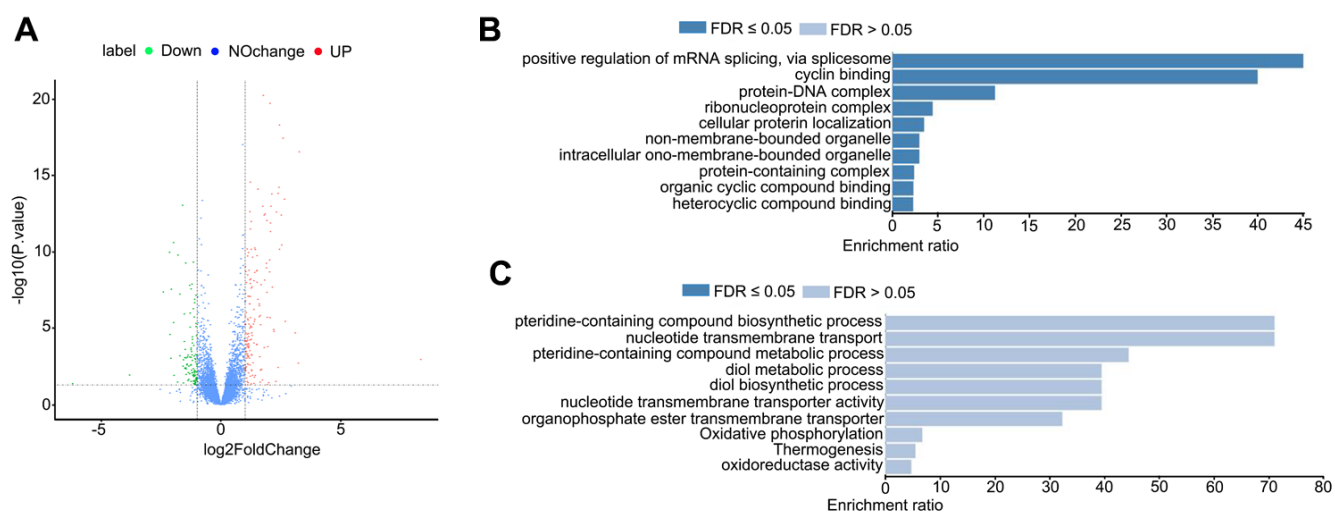 A
label Down NOchange UP
20
15
10
5
0
-log10(P.value)
-5 0 5
log2FoldChange
B
FDR ≤ 0.05 FDR > 0.05
positive regulation of mRNA splicing, via splicesome
cyclin binding
protein-DNA complex
ribonucleoprotein complex
cellular proterin localization
non-membrane-bounded organelle
intracellular ono-membrane-bounded organelle
protein-containing complex
organic cyclic compound binding
heterocyclic compound binding
0 5 10 15 20 25 30 35 40 45
Enrichment ratio
C
FDR ≤ 0.05 FDR > 0.05
pteridine-containing compound biosynthetic process
nucleotide transmembrane transport
pteridine-containing compound metabolic process
diol metabolic process
diol biosynthetic process
nucleotide transmembrane transporter activity
organophosphate ester transmembrane transporter
Oxidative phosphorylation
Thermogenesis
oxidoreductase activity
0 10 20 30 40 50 60 70 80
Enrichment ratio